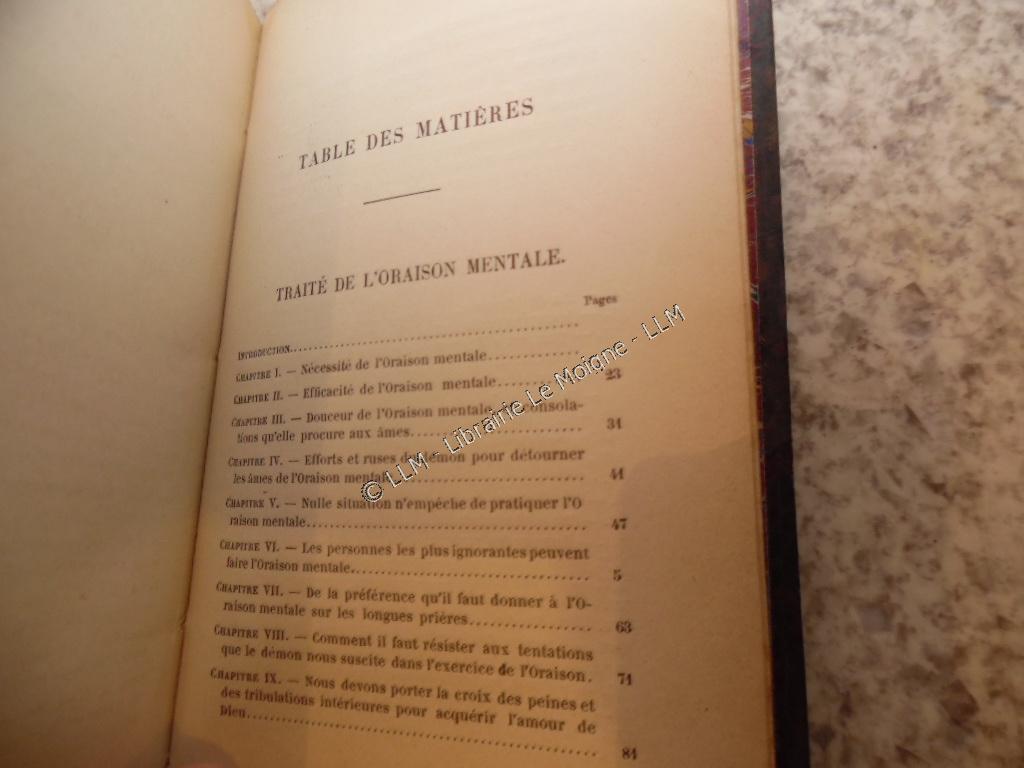 TABLE DES MATIÈRES
TRAITÉ DE L'ORAISON MENTALE.
Pages
INTRODUCTION..............................
CHAPITRE I. — Nécessité de l'Oraison mentale..............
CHAPITRE II. — Efficacité de l'Oraison mentale........... 23
CHAPITRE III. — Douceur de l'Oraison mentale, consola-
tions qu'elle procure aux âmes.................. 31
CHAPITRE IV. — Efforts et ruses du démon pour détourner
les âmes de l'Oraison mentale.................. 41
CHAPITRE V. — Nulle situation n'empêche de pratiquer l'O
raison mentale.............................. 47
CHAPITRE VI. — Les personnes les plus ignorantes peuvent
faire l'Oraison mentale......................... 5
CHAPITRE VII. — De la préférence qu'il faut donner à l'O-
raison mentale sur les longues prières............ 63
CHAPITRE VIII. — Comment il faut résister aux tentations
que le démon nous suscite dans l'exercice de l'Oraison. 71
CHAPITRE IX. — Nous devons porter la croix des peines et
des tribulations intérieures pour acquérir l'amour de
Dieu.............................. 81
© LLM - Librairie Le Moigne - LLM